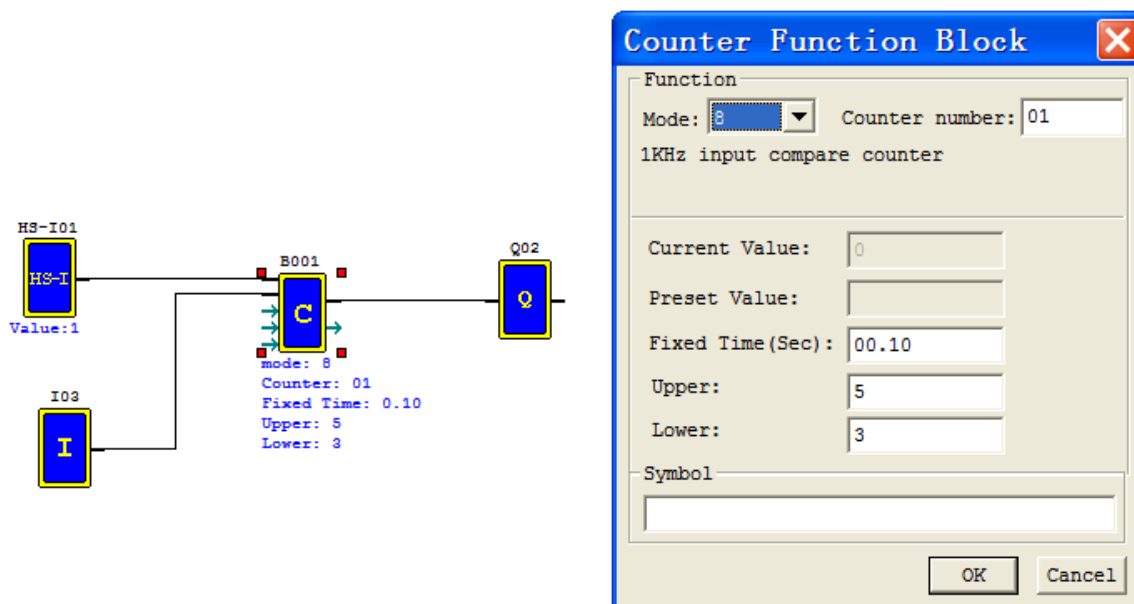 HS-I01
HS-I
Value:1
I03
I
B001
C
mode: 8
Counter: 01
Fixed Time: 0.10
Upper: 5
Lower: 3
Q02
Q
Counter Function Block
Function
Mode: 8 Counter number: 01
1KHz input compare counter
Current Value: 0
Preset Value:
Fixed Time(Sec): 00.10
Upper: 5
Lower: 3
Symbol
OK Cancel